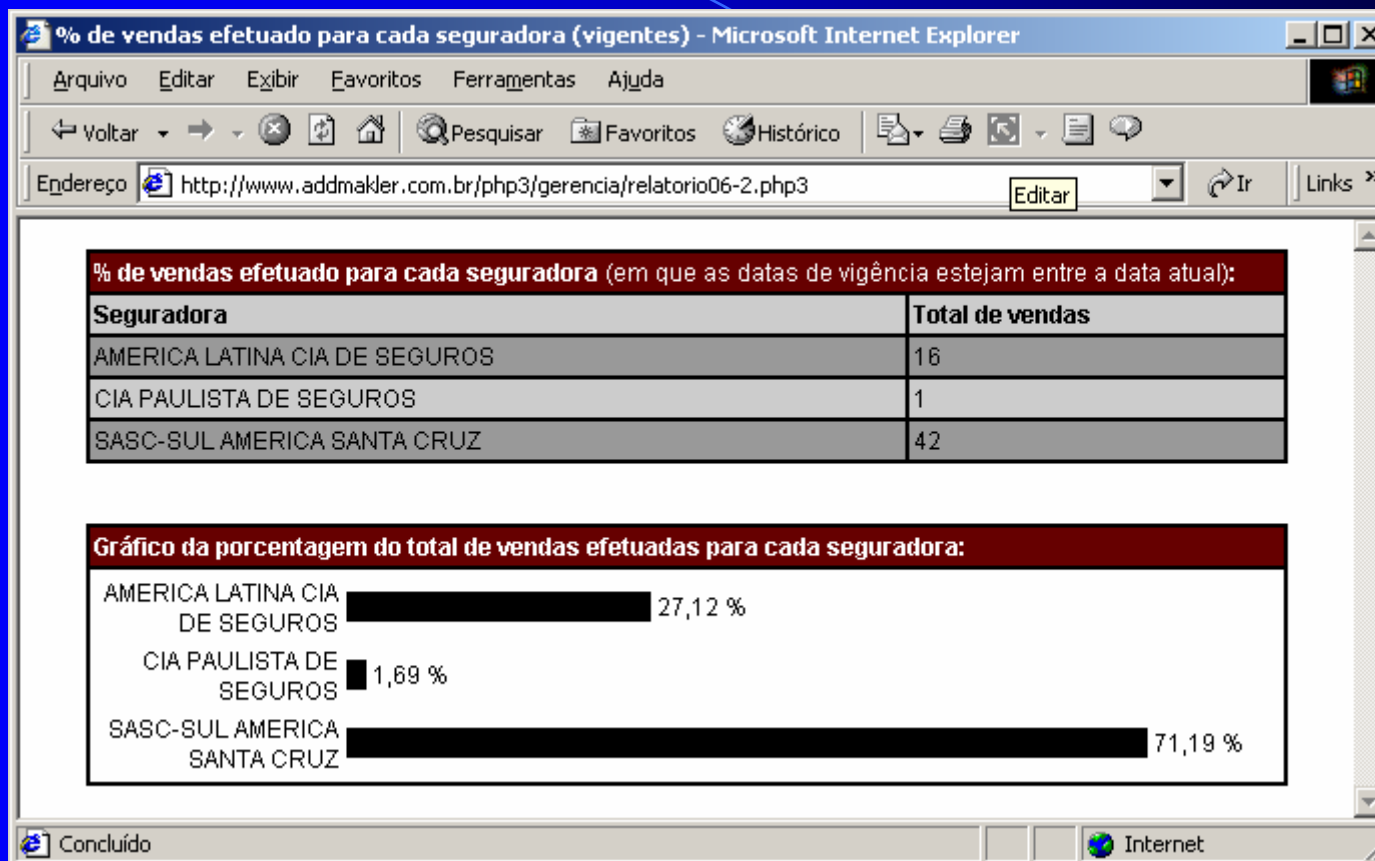 % de vendas efetuado para cada seguradora (vigentes) - Microsoft Internet Explorer
Arquivo Editar Exibir Favoritos Ferramentas Ajuda
Voltar Pesquisar Favoritos Histórico
Endereço http://www.addmakler.com.br/php3/gerencia/relatorio06-2.php3 Editar Ir Links »
% de vendas efetuado para cada seguradora (em que as datas de vigência estejam entre a data atual):
Seguradora Total de vendas
AMERICA LATINA CIA DE SEGUROS 16
CIA PAULISTA DE SEGUROS 1
SASC-SUL AMERICA SANTA CRUZ 42
Gráfico da porcentagem do total de vendas efetuadas para cada seguradora:
AMERICA LATINA CIA
DE SEGUROS 27,12 %
CIA PAULISTA DE
SEGUROS 1,69 %
SASC-SUL AMERICA
SANTA CRUZ 71,19 %
Concluído Internet